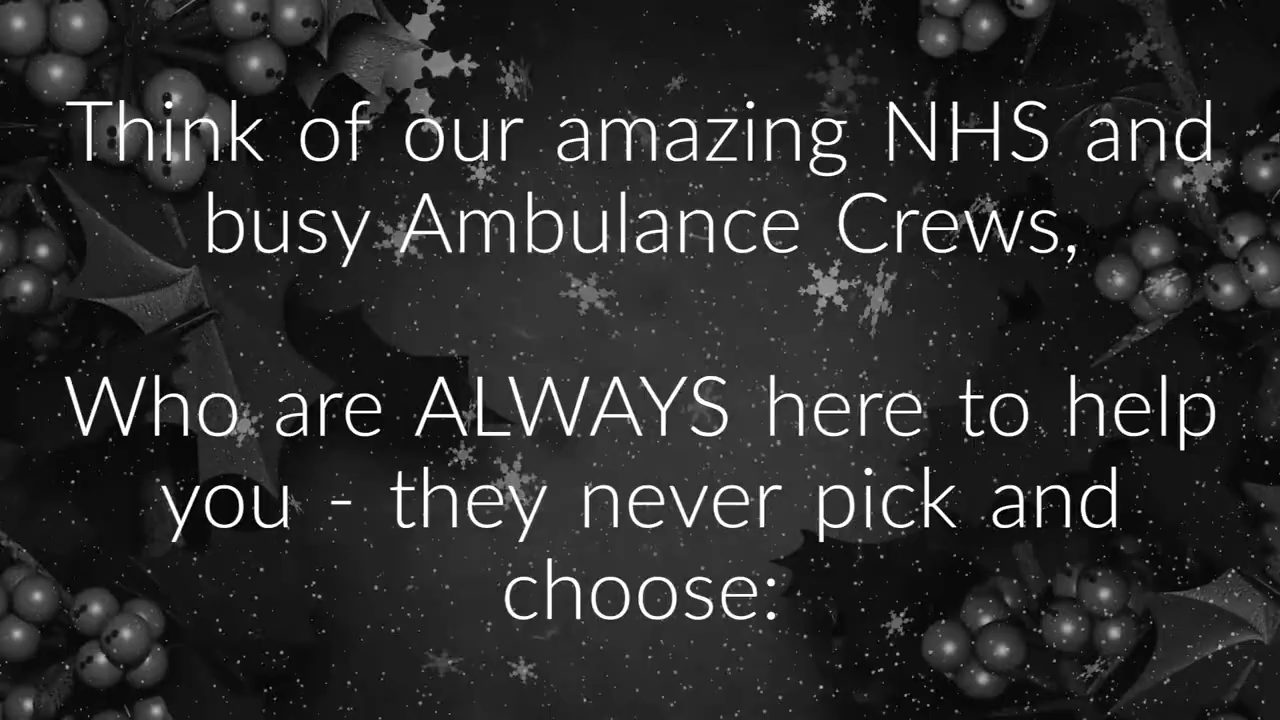 Think of our amazing NHS and
busy Ambulance Crews,
Who are ALWAYS here to help
you - they never pick and
choose: